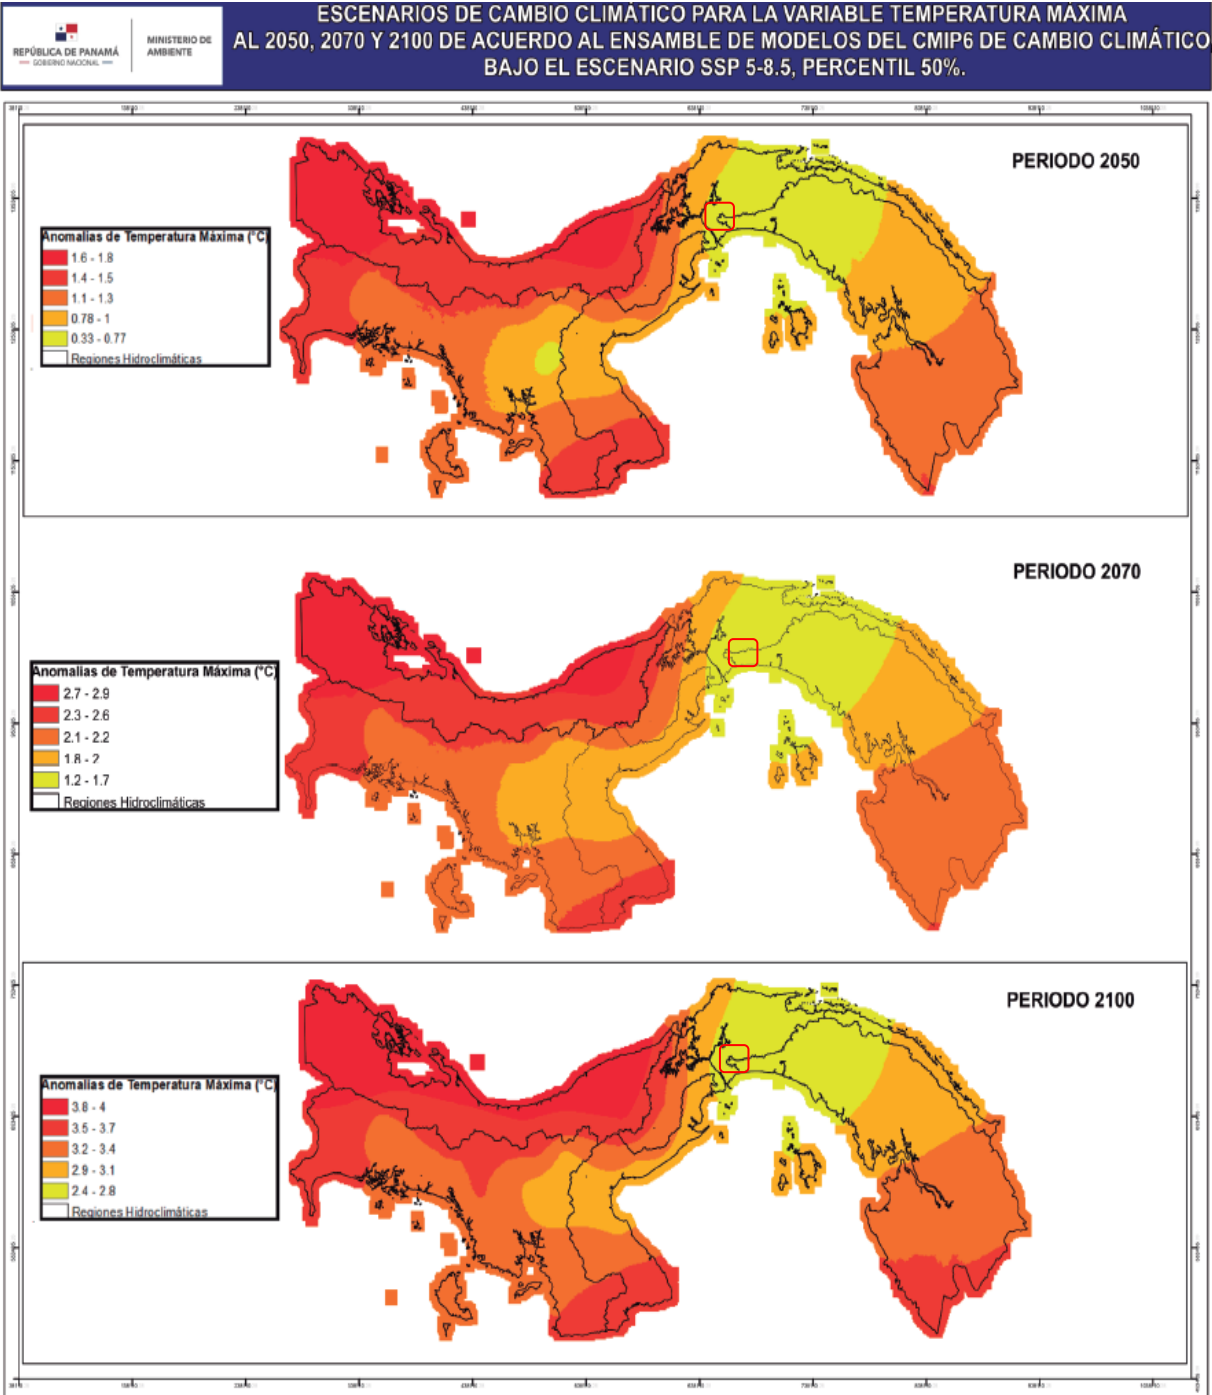 REPÚBLICA DE PANAMÁ
GOBIERNO NACIONAL
MINISTERIO DE
AMBIENTE
ESCENARIOS DE CAMBIO CLIMÁTICO PARA LA VARIABLE TEMPERATURA MÁXIMA
AL 2050, 2070 Y 2100 DE ACUERDO AL ENSAMBLE DE MODELOS DEL CMIP6 DE CAMBIO CLIMÁTICO,
BAJO EL ESCENARIO SSP 5-8.5, PERCENTIL 50%.
PERIODO 2050
Anomalias de Temperatura Máxima (°C)
1.6 - 1.8
1.4 - 1.5
1.1 - 1.3
0.78 - 1
0.33 - 0.77
Regiones Hidroclimáticas
PERIODO 2070
Anomalias de Temperatura Máxima (°C)
2.7 - 2.9
2.3 - 2.6
2.1 - 2.2
1.8 - 2
1.2 - 1.7
Regiones Hidroclimáticas
PERIODO 2100
Anomalias de Temperatura Máxima (°C)
3.8 - 4
3.5 - 3.7
3.2 - 3.4
2.9 - 3.1
2.4 - 2.8
Regiones Hidroclimáticas